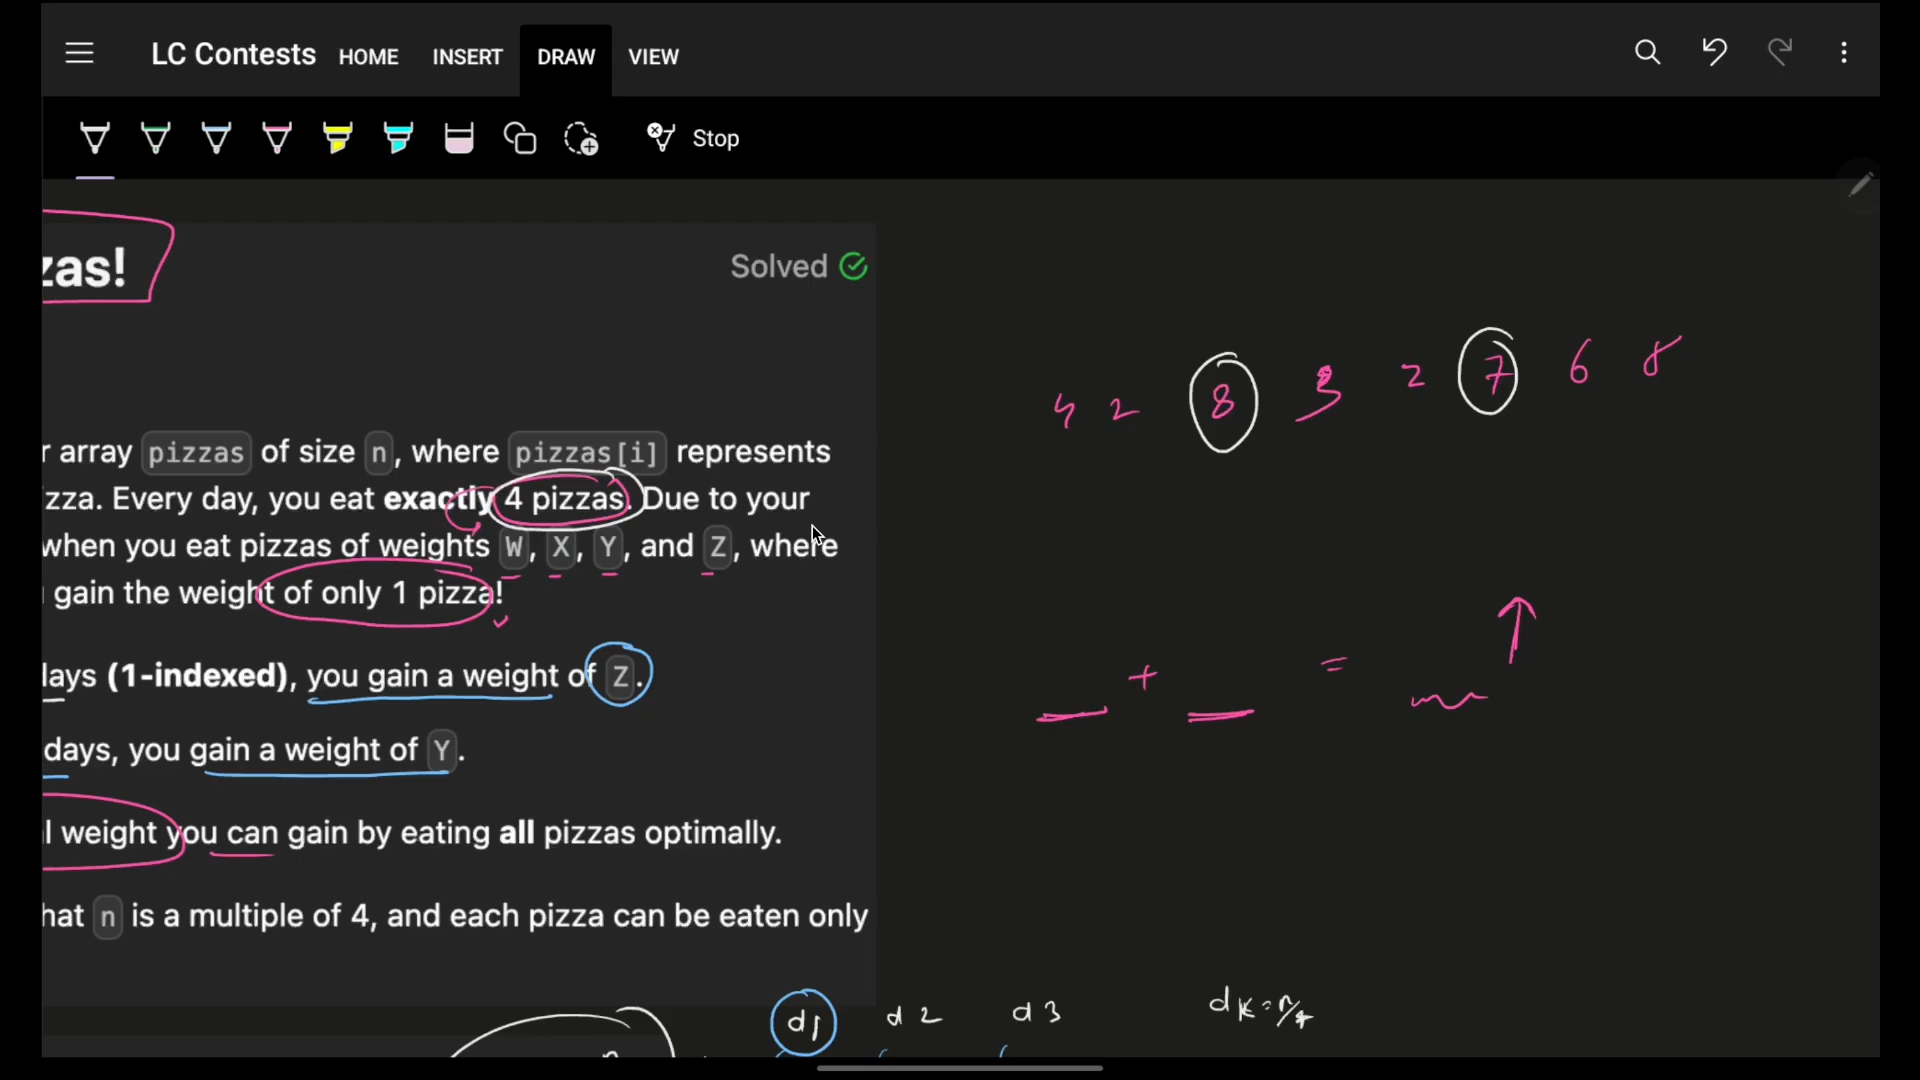 LC Contests HOME INSERT DRAW VIEW
Stop
zas!
Solved
4 2 8 3 2 7 6 8
r array pizzas of size n, where pizzas[i] represents
zza. Every day, you eat exactly 4 pizzas. Due to your
when you eat pizzas of weights W, X, Y, and Z, where
gain the weight of only 1 pizza!
+ =
lays (1-indexed), you gain a weight of Z.
days, you gain a weight of Y.
l weight you can gain by eating all pizzas optimally.
hat n is a multiple of 4, and each pizza can be eaten only
d1 d2 d3 dK=n/4